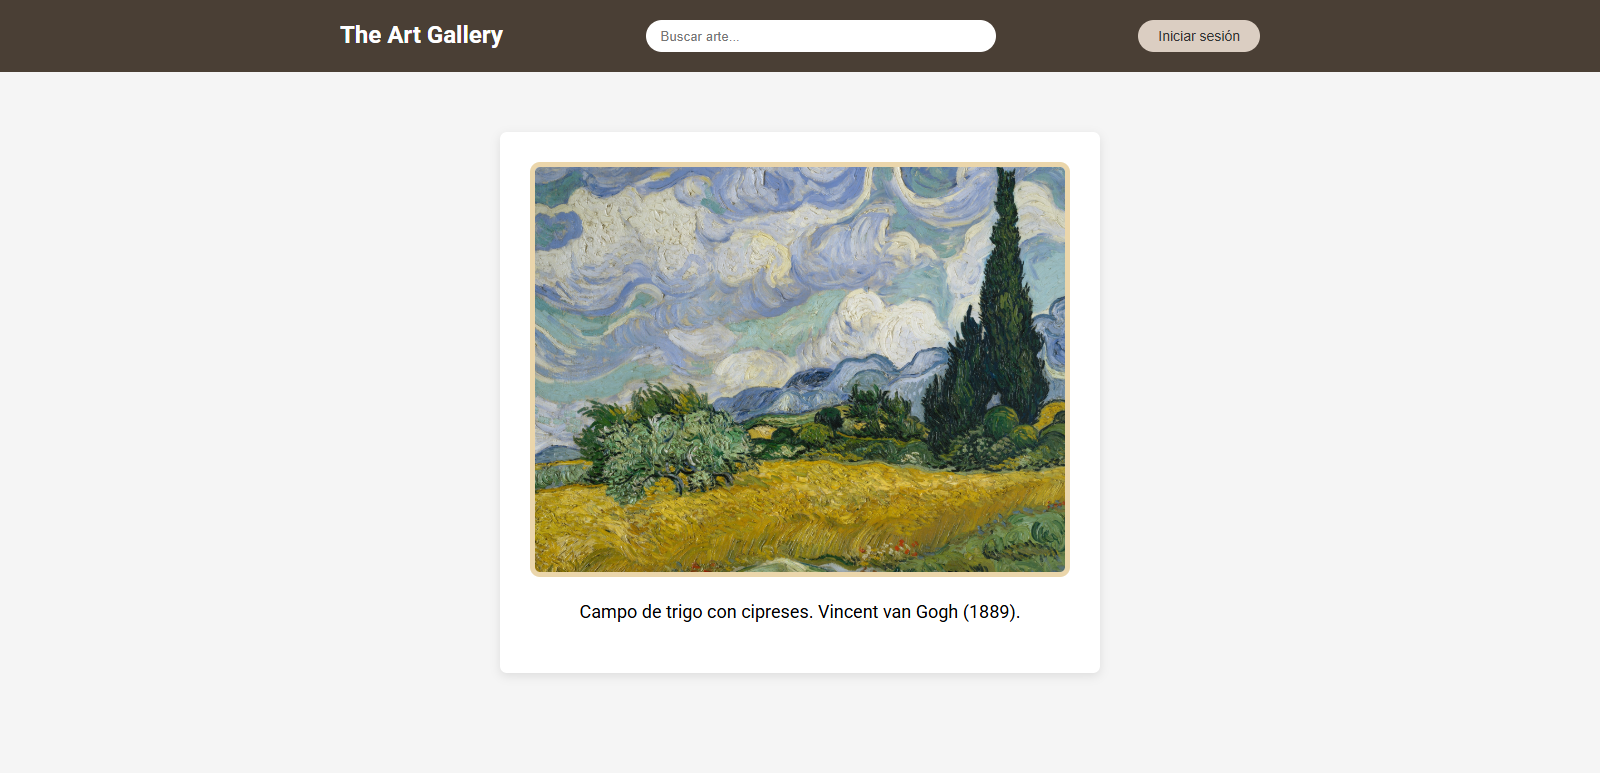 The Art Gallery
Buscar arte...
Iniciar sesión
Campo de trigo con cipreses. Vincent van Gogh (1889).